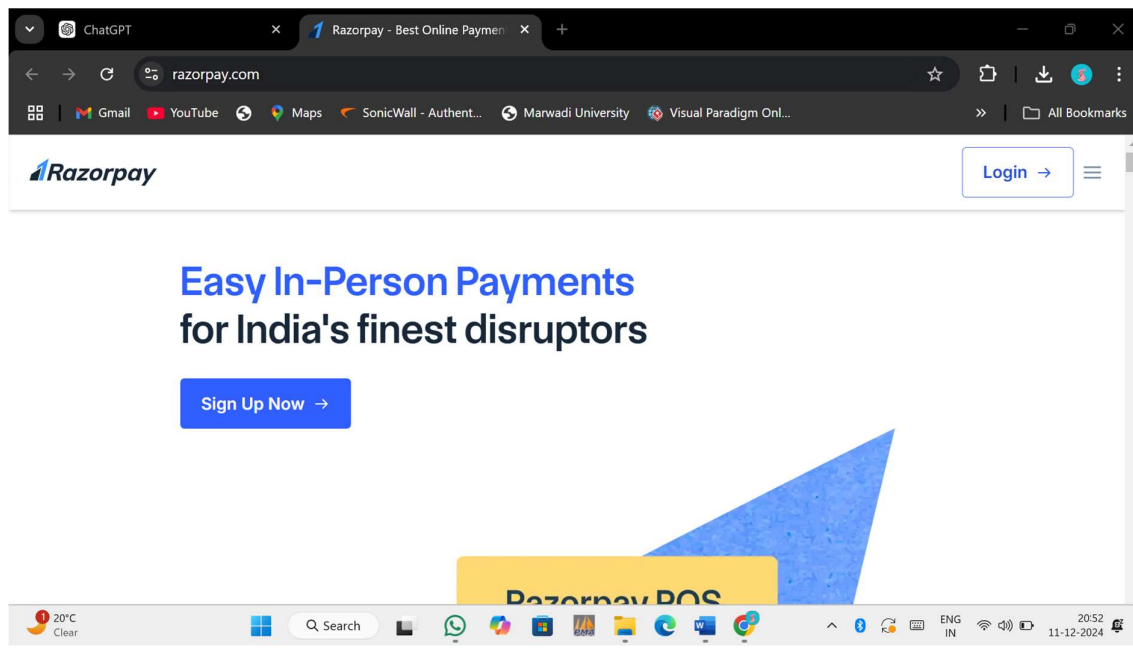 ChatGPT
Razorpay - Best Online Paymen
razorpay.com
Gmail
YouTube
Maps
SonicWall - Authent...
Marwadi University
Visual Paradigm Onl...
»
All Bookmarks
Razorpay
Login →
Easy In-Person Payments
for India's finest disruptors
Sign Up Now →
Razorpay POS
1
20°C
Clear
Search
ENG
IN
20:52
11-12-2024